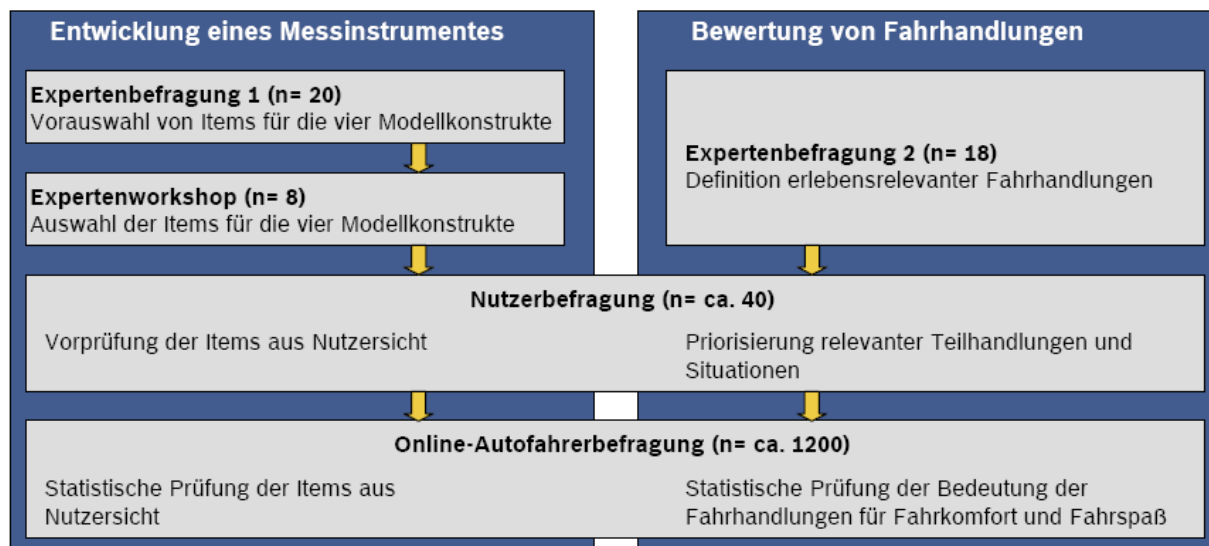 Entwicklung eines Messinstrumentes
Expertenbefragung 1 (n= 20)
Vorauswahl von Items für die vier Modellkonstrukte
Expertenworkshop (n= 8)
Auswahl der Items für die vier Modellkonstrukte
Bewertung von Fahrhandlungen
Expertenbefragung 2 (n= 18)
Definition erlebensrelevanter Fahrhandlungen
Nutzerbefragung (n= ca. 40)
Vorprüfung der Items aus Nutzersicht
Priorisierung relevanter Teilhandlungen und
Situationen
Online-Autofahrerbefragung (n= ca. 1200)
Statistische Prüfung der Items aus
Nutzersicht
Statistische Prüfung der Bedeutung der
Fahrhandlungen für Fahrkomfort und Fahrspaß